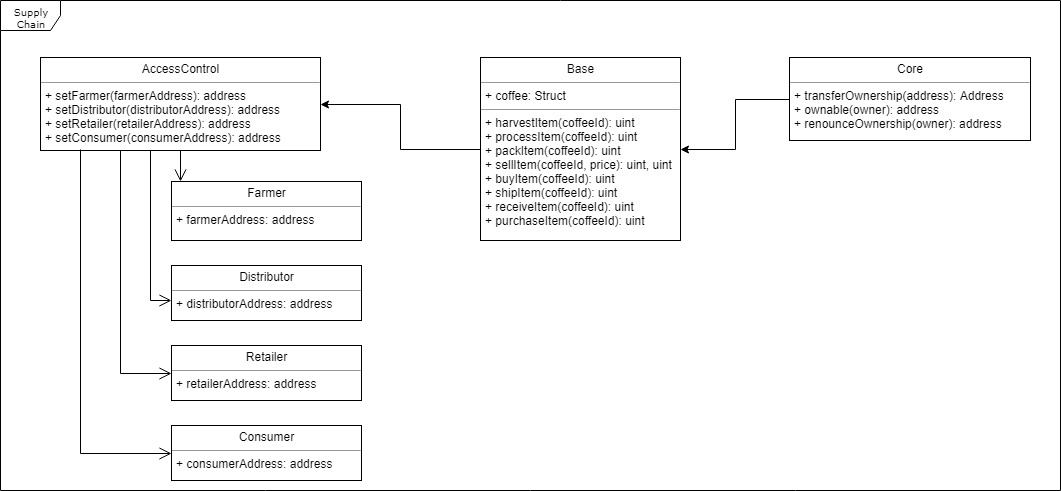 Supply
Chain
AccessControl
+ setFarmer(farmerAddress): address
+ setDistributor(distributorAddress): address
+ setRetailer(retailerAddress): address
+ setConsumer(consumerAddress): address
Farmer
+ farmerAddress: address
Distributor
+ distributorAddress: address
Retailer
+ retailerAddress: address
Consumer
+ consumerAddress: address
Base
+ coffee: Struct
+ harvestItem(coffeeId): uint
+ processItem(coffeeId): uint
+ packItem(coffeeId): uint
+ sellItem(coffeeId, price): uint, uint
+ buyItem(coffeeId): uint
+ shipItem(coffeeId): uint
+ receiveItem(coffeeId): uint
+ purchaseItem(coffeeId): uint
Core
+ transferOwnership(address): Address
+ ownable(owner): address
+ renounceOwnership(owner): address